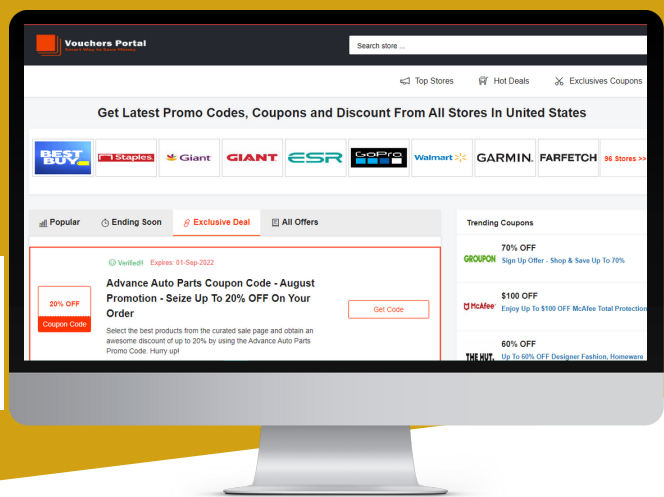 Vouchers Portal
Smart Way to Save Money
Search store ...
Top Stores
Hot Deals
Exclusives Coupons
Get Latest Promo Codes, Coupons and Discount From All Stores In United States
BEST BUY
Staples
Giant
GIANT
ESR
GoPro
Walmart
GARMIN.
FARFETCH
96 Stores >>
Popular
Ending Soon
Exclusive Deal
All Offers
Trending Coupons
Verified!! Expires: 01-Sep-2022
Advance Auto Parts Coupon Code - August
Promotion - Seize Up To 20% OFF On Your
Order
20% OFF
Coupon Code
Get Code
Select the best products from the curated sale page and obtain an
awesome discount of up to 20% by using the Advance Auto Parts
Promo Code. Hurry up!
70% OFF
GROUPON
Sign Up Offer - Shop & Save Up To 70%
$100 OFF
McAfee
Enjoy Up To $100 OFF McAfee Total Protection
60% OFF
THE HUT.
Up To 60% OFF Designer Fashion, Homeware